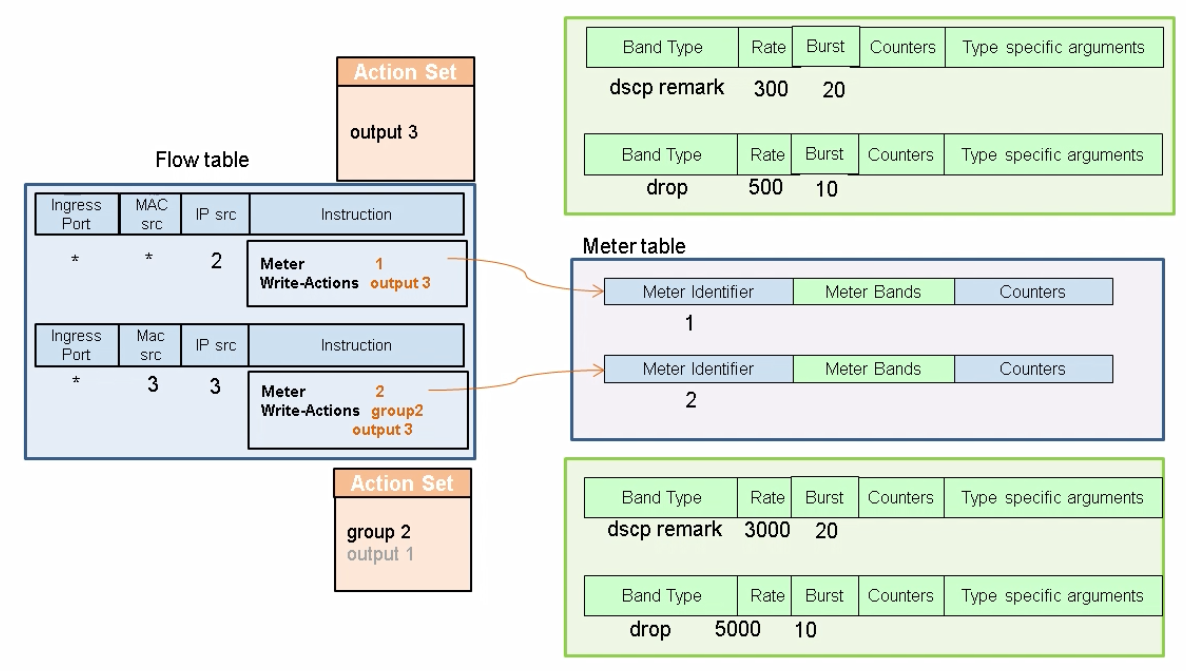 Action Set
output 3
Flow table
Ingress Port MAC src IP src Instruction
* * 2
Meter 1
Write-Actions output 3
Ingress Port Mac src IP src Instruction
* 3 3
Meter 2
Write-Actions group2
output 3
Action Set
group 2
output 1
Band Type Rate Burst Counters Type specific arguments
dscp remark 300 20
Band Type Rate Burst Counters Type specific arguments
drop 500 10
Meter table
Meter Identifier Meter Bands Counters
1
Meter Identifier Meter Bands Counters
2
Band Type Rate Burst Counters Type specific arguments
dscp remark 3000 20
Band Type Rate Burst Counters Type specific arguments
drop 5000 10